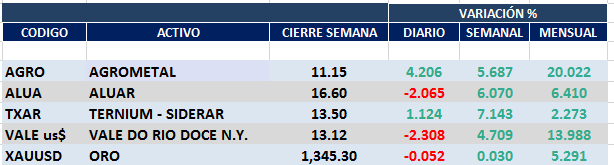 VARIACIÓN %
CODIGO ACTIVO CIERRE SEMANA DIARIO SEMANAL MENSUAL
AGRO AGROMETAL 11.15 4.206 5.687 20.022
ALUA ALUAR 16.60 -2.065 6.070 6.410
TXAR TERNIUM - SIDERAR 13.50 1.124 7.143 2.273
VALE us$ VALE DO RIO DOCE N.Y. 13.12 -2.308 4.709 13.988
XAUUSD ORO 1,345.30 -0.052 0.030 5.291